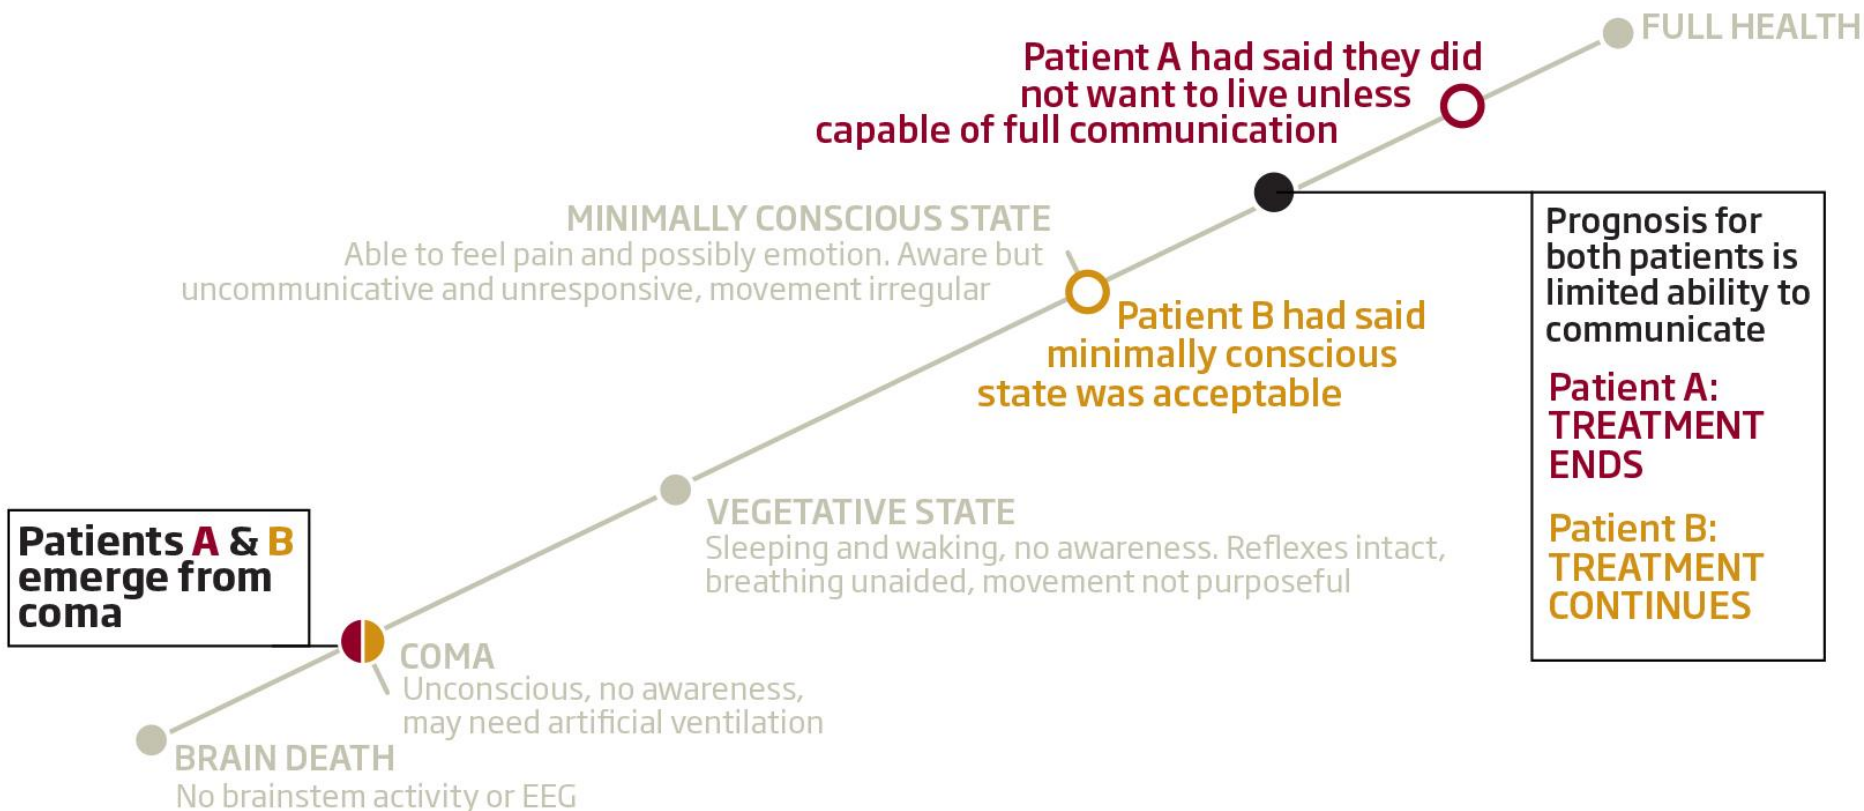 FULL HEALTH
Patient A had said they did
not want to live unless
capable of full communication
MINIMALLY CONSCIOUS STATE
Able to feel pain and possibly emotion. Aware but
uncommunicative and unresponsive, movement irregular
Patient B had said
minimally conscious
state was acceptable
Prognosis for
both patients is
limited ability to
communicate
Patient A:
TREATMENT
ENDS
Patient B:
TREATMENT
CONTINUES
VEGETATIVE STATE
Sleeping and waking, no awareness. Reflexes intact,
breathing unaided, movement not purposeful
Patients A & B
emerge from
coma
COMA
Unconscious, no awareness,
may need artificial ventilation
BRAIN DEATH
No brainstem activity or EEG